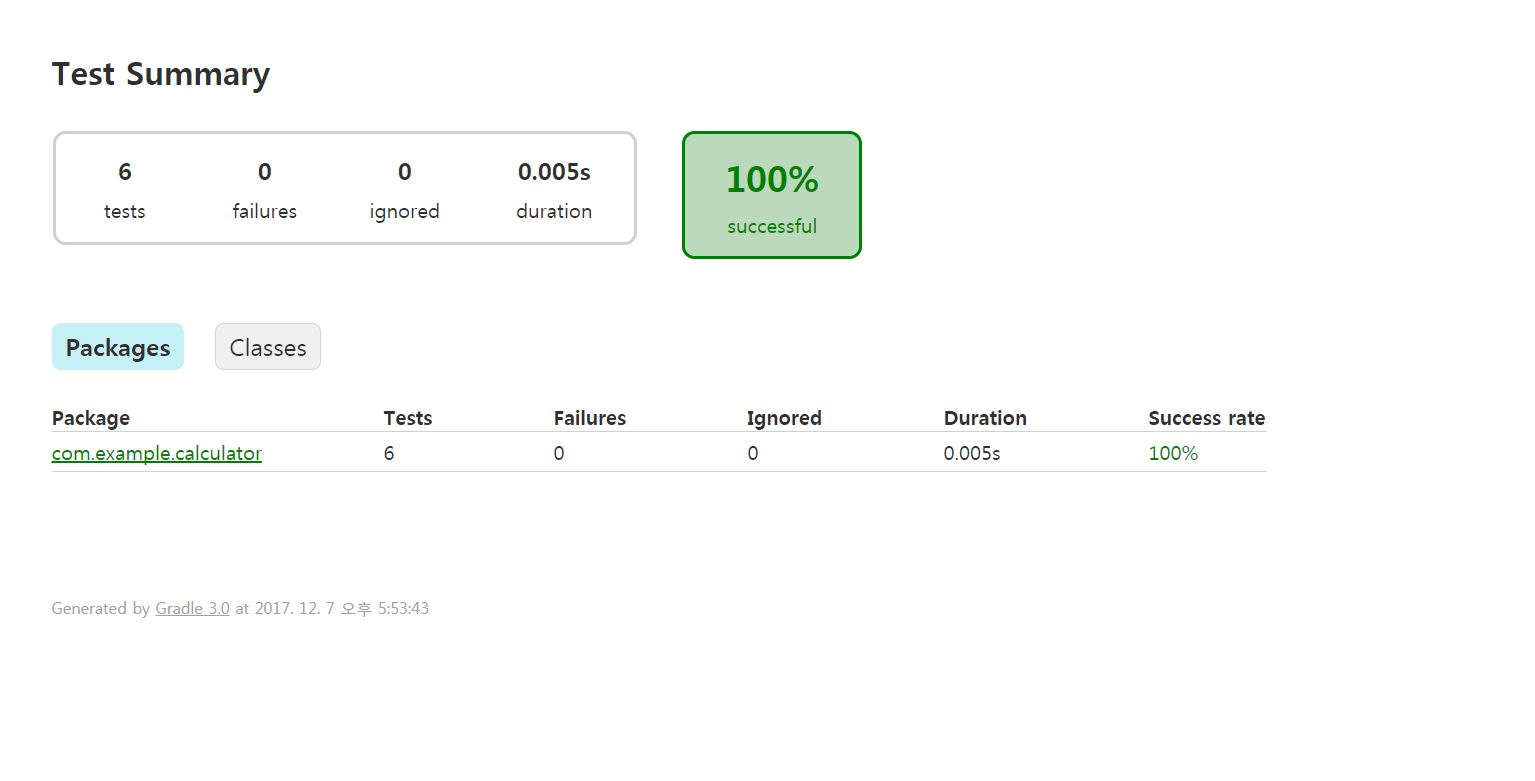 Test Summary
6 0 0 0.005s
tests failures ignored duration
100%
successful
Packages Classes
Package Tests Failures Ignored Duration Success rate
com.example.calculator 6 0 0 0.005s 100%
Generated by Gradle 3.0 at 2017. 12. 7 오후 5:53:43